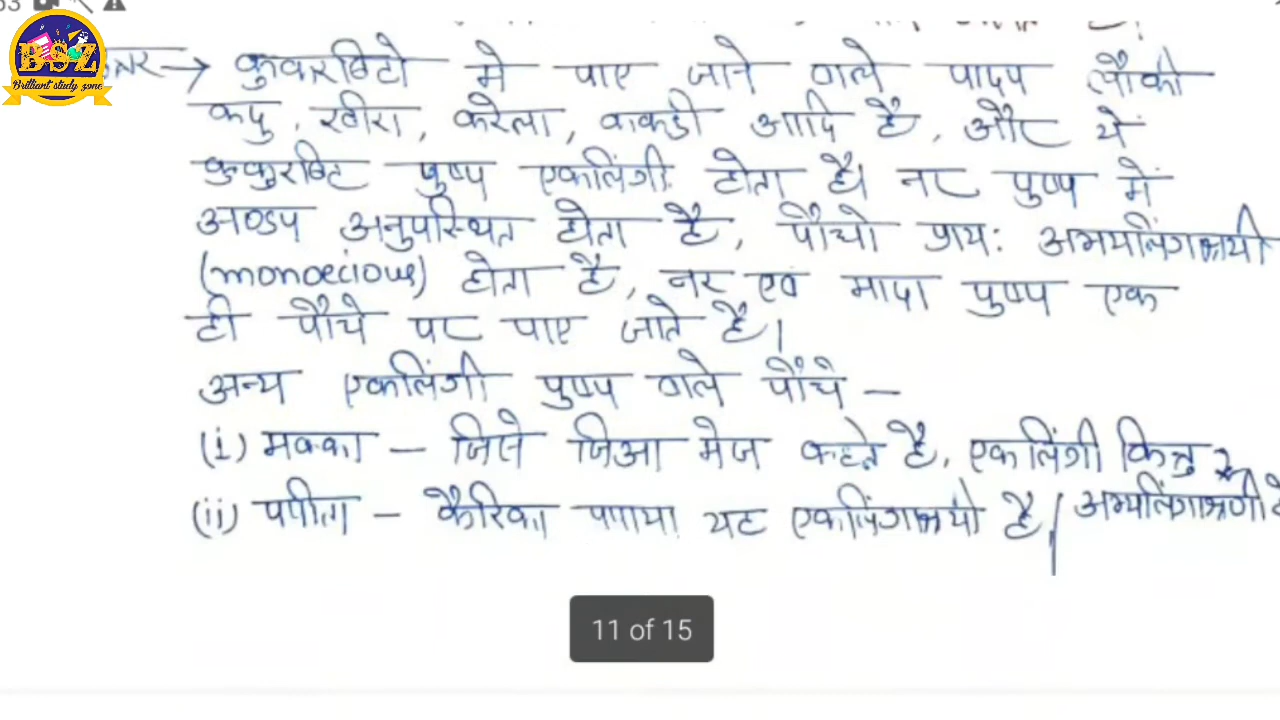 BSZ
Brilliant study zone
उत्तर → कुकरबिटो मे पाए जाने वाले पादप लौकी
कद्दु, खीरा, करेला, ककडी आदि है, और ये
कुकुरबिट पुष्प एकलिंगी होता है। नर पुष्प में
अण्डप अनुपस्थित होता है, पौधो प्रायः उभयलिंगाश्रयी
(monoecious) होता है, नर एवं मादा पुष्प एक
ही पौधे पर पाए जाते है।
अन्य एकलिंगी पुष्प वाले पौधे –
(i) मक्का – जिसे जिआ मेज कहते है, एकलिंगी किन्तु
(ii) पपीता – कैरिका पपाया यह एकलिंगाश्रयी है। उभयलिंगाश्रयी है
11 of 15